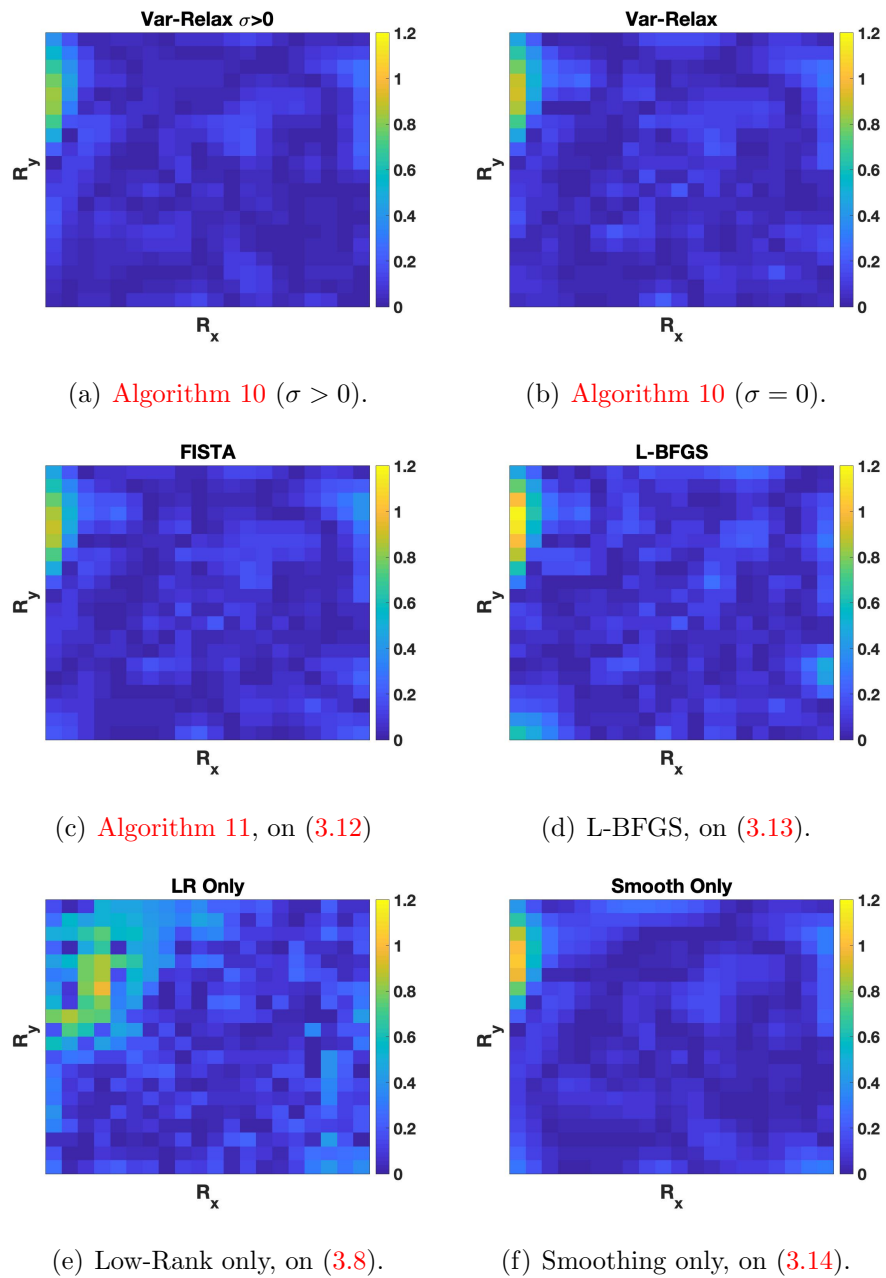 Var-Relax σ>0
1.2
1
0.8
0.6
0.4
0.2
0
R_y
R_x
(a) Algorithm 10 (σ > 0).
Var-Relax
1.2
1
0.8
0.6
0.4
0.2
0
R_y
R_x
(b) Algorithm 10 (σ = 0).
FISTA
1.2
1
0.8
0.6
0.4
0.2
0
R_y
R_x
(c) Algorithm 11, on (3.12)
L-BFGS
1.2
1
0.8
0.6
0.4
0.2
0
R_y
R_x
(d) L-BFGS, on (3.13).
LR Only
1.2
1
0.8
0.6
0.4
0.2
0
R_y
R_x
(e) Low-Rank only, on (3.8).
Smooth Only
1.2
1
0.8
0.6
0.4
0.2
0
R_y
R_x
(f) Smoothing only, on (3.14).